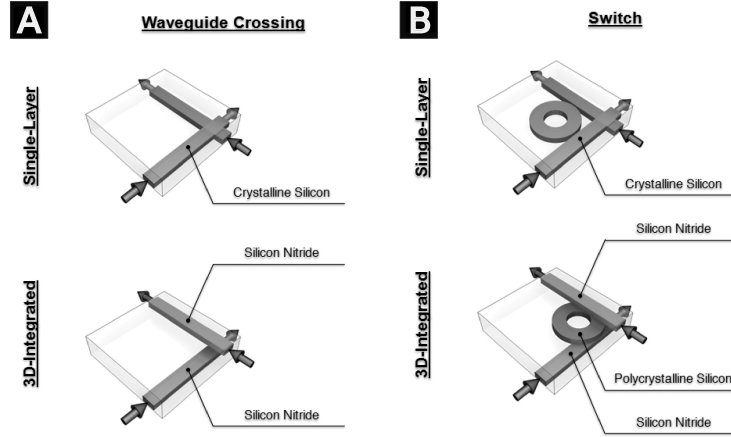 A
Waveguide Crossing
Single-Layer
Crystalline Silicon
3D-Integrated
Silicon Nitride
Silicon Nitride
B
Switch
Single-Layer
Crystalline Silicon
3D-Integrated
Silicon Nitride
Polycrystalline Silicon
Silicon Nitride